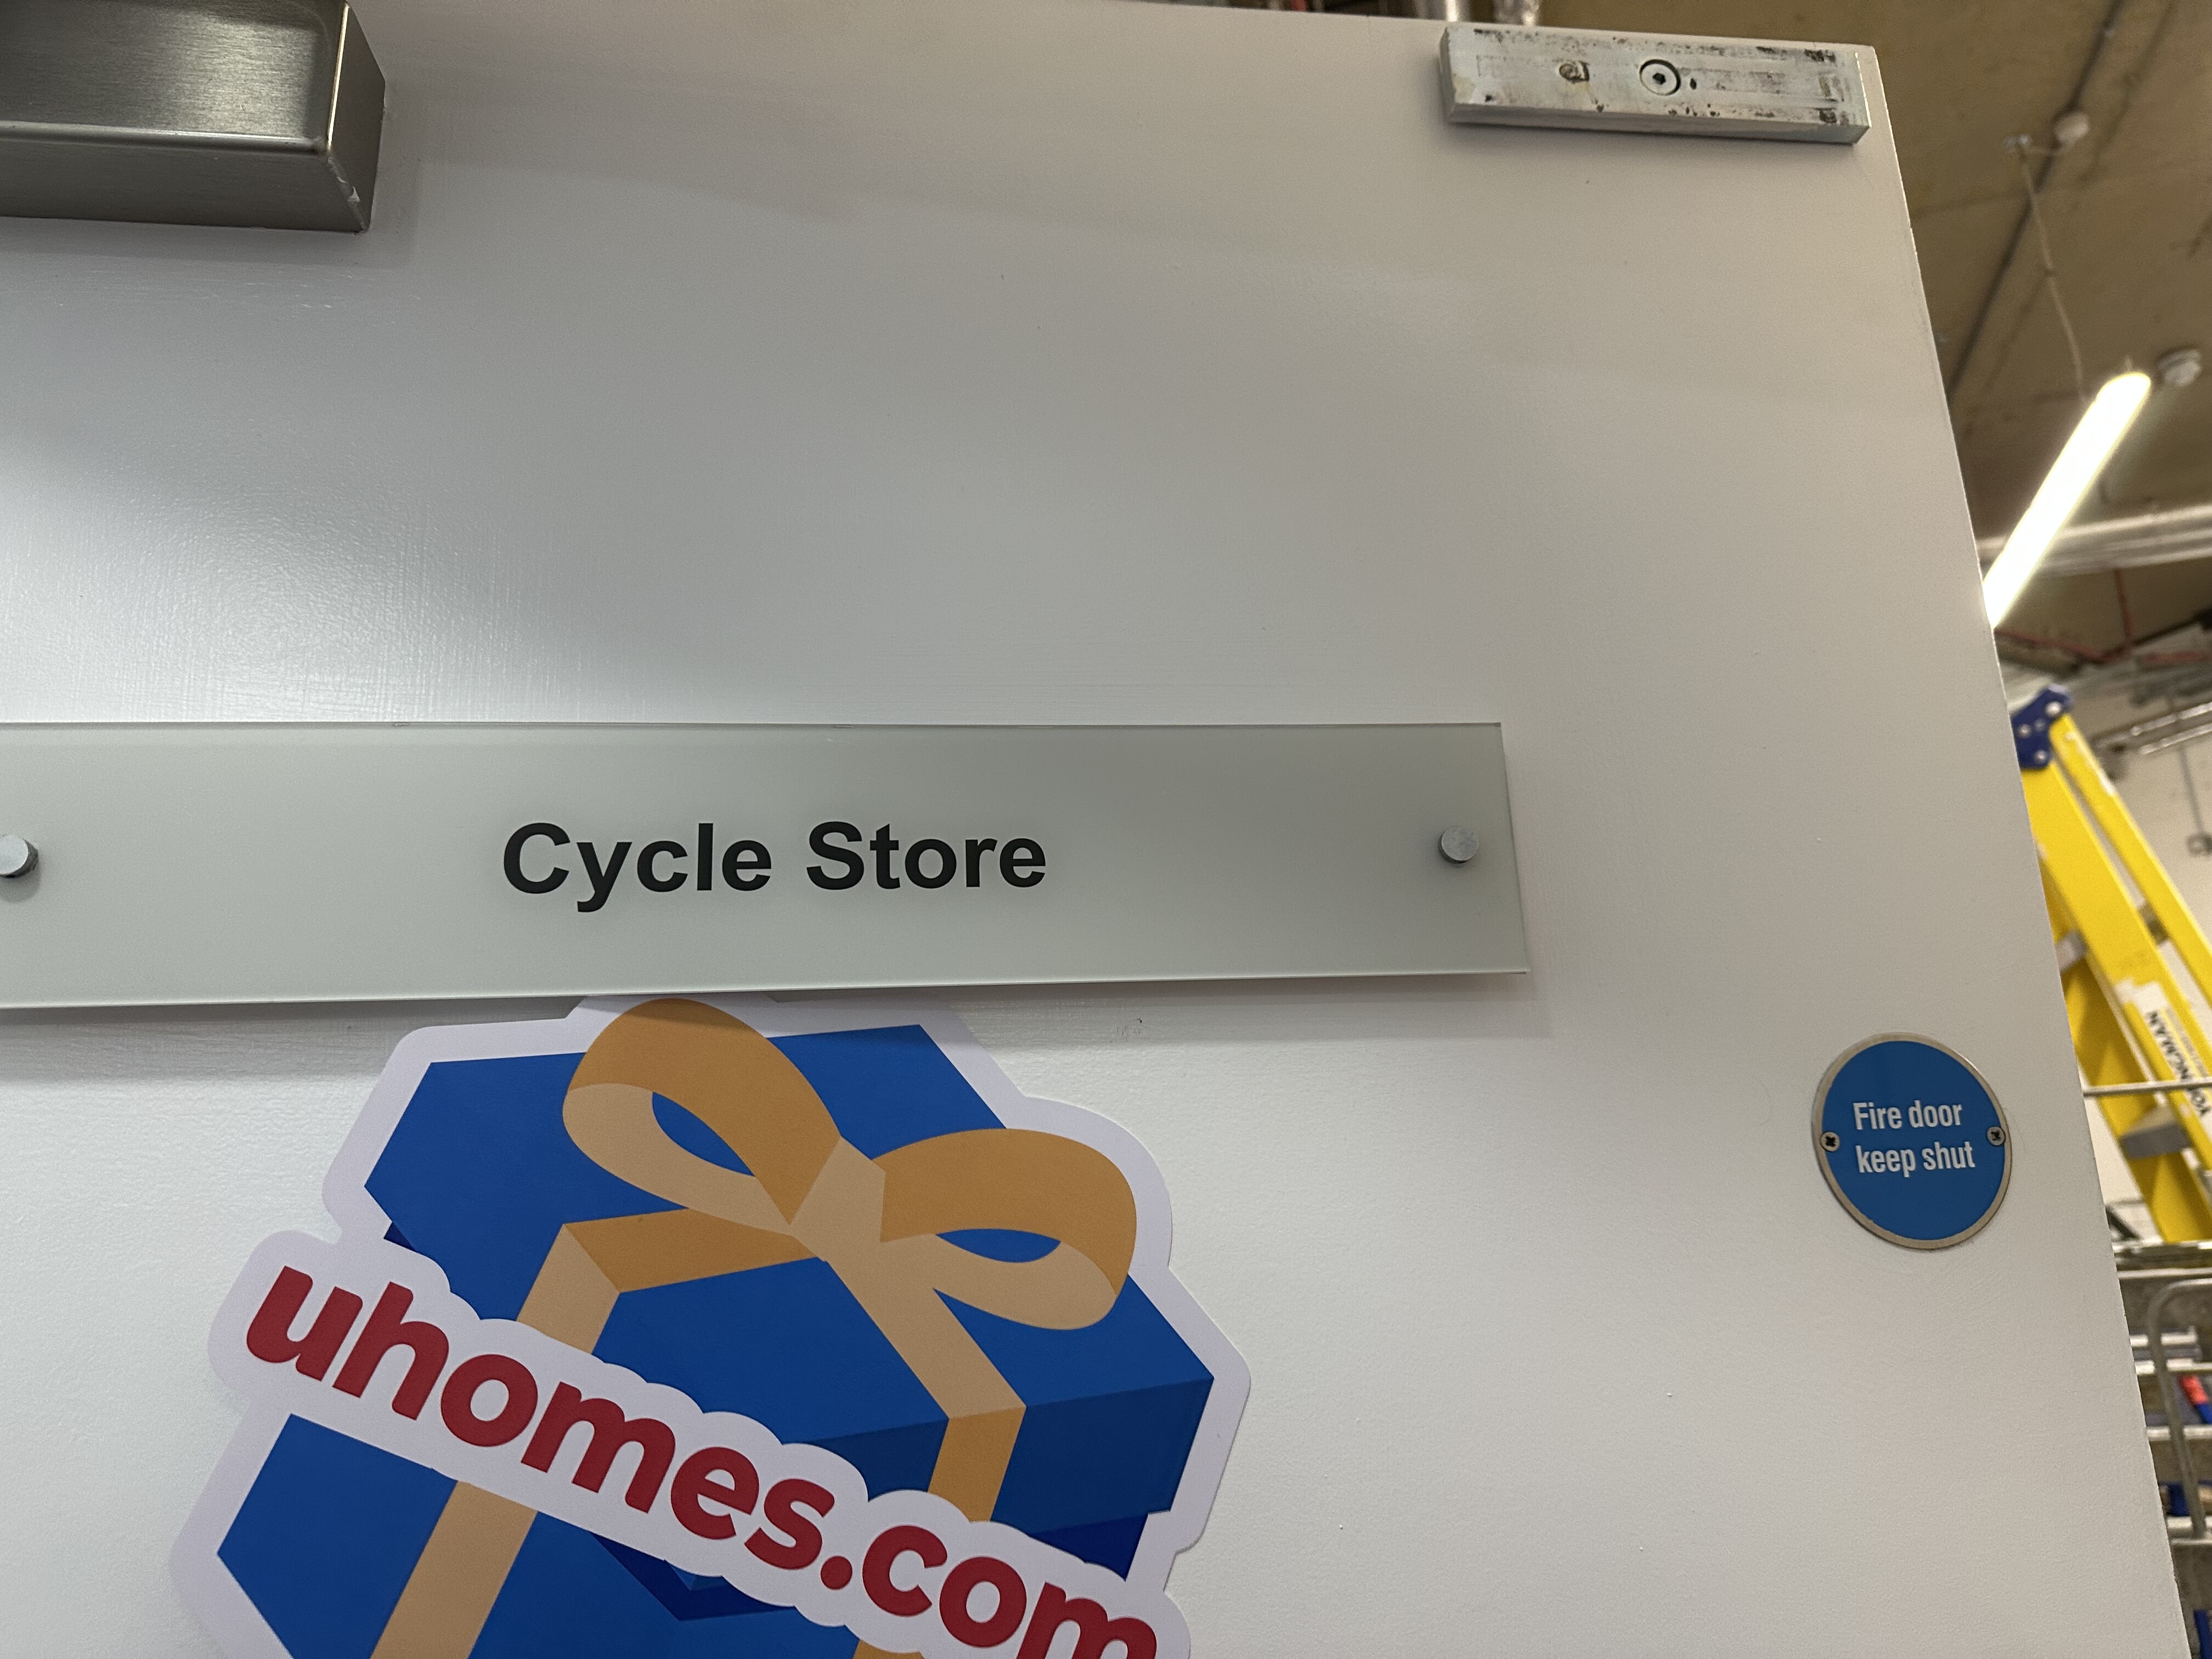 Cycle Store
Fire door
keep shut
uhomes.com